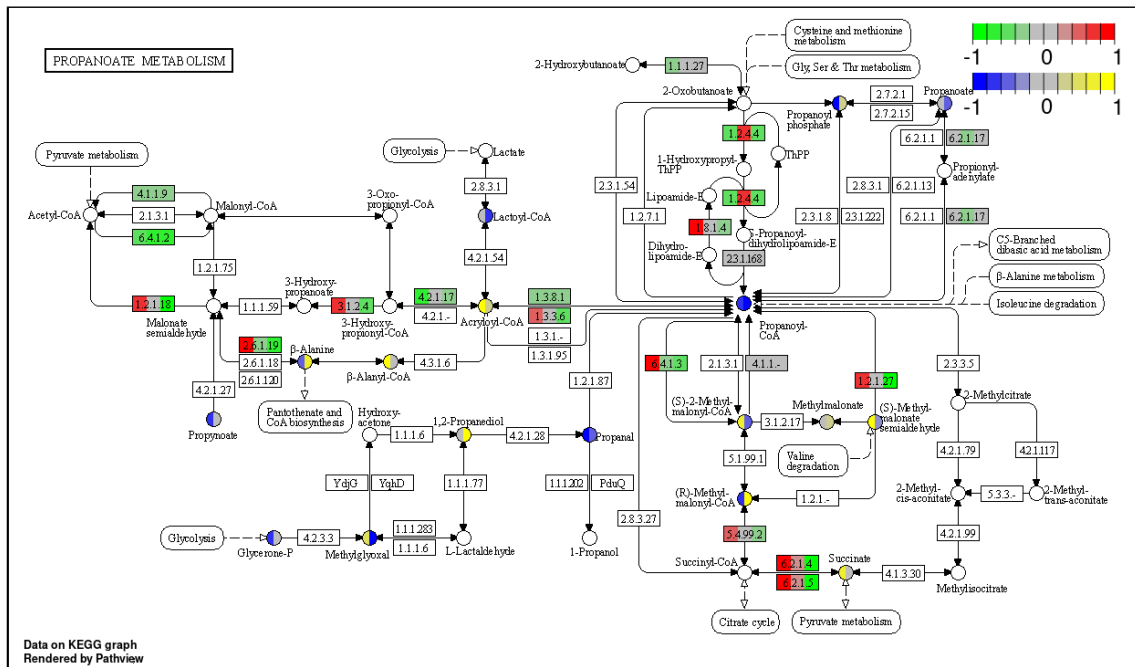 PROPANOATE METABOLISM
-1 0 1
-1 0 1
Cysteine and methionine
metabolism
Gly, Ser & Thr metabolism
2-Hydroxybutanoate
1.1.1.27
2-Oxobutanoate
Propanoyl
phosphate
2.7.2.1
2.7.2.15
Propanoate
1.2.4.4
6.2.1.1
6.2.1.17
ThPP
1-Hydroxypropyl-
ThPP
Propionyl-
adenylate
2.3.1.54
2.8.3.1
6.2.1.13
Lipoamide-E
1.2.4.4
1.2.7.1
2.3.1.8
2.3.1.222
6.2.1.1
6.2.1.17
1.8.1.4
S-Propanoyl-
dihydrolipoamide-E
Dihydro-
lipoamide-E
2.3.1.168
C5-Branched
dibasic acid metabolism
β-Alanine metabolism
Isoleucine degradation
Propanoyl-
CoA
Pyruvate metabolism
Glycolysis
Lactate
2.8.3.1
4.1.1.9
Acetyl-CoA
2.1.3.1
Malonyl-CoA
6.4.1.2
3-Oxo-
propionyl-CoA
Lactoyl-CoA
4.2.1.54
1.2.1.75
3-Hydroxy-
propanoate
1.2.1.18
Malonate
semialdehyde
1.1.1.59
3.1.2.4
3-Hydroxy-
propionyl-CoA
4.2.1.17
4.2.1.-
Acryloyl-CoA
1.3.8.1
1.3.3.6
1.3.1.-
1.3.1.95
2.6.1.19
2.6.1.18
2.6.1.120
β-Alanine
4.3.1.6
β-Alanyl-CoA
1.2.1.87
4.2.1.27
Propynoate
Pantothenate and
CoA biosynthesis
6.4.1.3
2.1.3.1
4.1.1.-
1.2.1.27
2.3.3.5
(S)-2-Methyl-
malonyl-CoA
3.1.2.17
Methylmalonate
(S)-Methyl-
malonate
semialdehyde
2-Methylcitrate
Valine
degradation
5.1.99.1
4.2.1.79
4.2.1.117
Hydroxy-
acetone
1.1.1.6
1,2-Propanediol
4.2.1.28
Propanal
YdjG
YqhD
1.1.1.77
1.1.1.202
PduQ
(R)-Methyl-
malonyl-CoA
1.2.1.-
2-Methyl-
cis-aconitate
5.3.3.-
2-Methyl-
trans-aconitate
2.8.3.27
5.4.99.2
4.2.1.99
Glycolysis
Glycerone-P
4.2.3.3
Methylglyoxal
1.1.1.283
1.1.1.6
L-Lactaldehyde
1-Propanol
Succinyl-CoA
6.2.1.4
6.2.1.5
Succinate
4.1.3.30
Methylisocitrate
Citrate cycle
Pyruvate metabolism
Data on KEGG graph
Rendered by Pathview